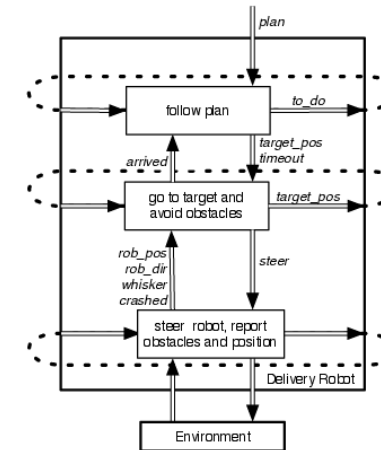 plan
follow plan
to_do
arrived
target_pos
timeout
go to target and
avoid obstacles
target_pos
rob_pos
rob_dir
whisker
crashed
steer
steer robot, report
obstacles and position
Delivery Robot
Environment